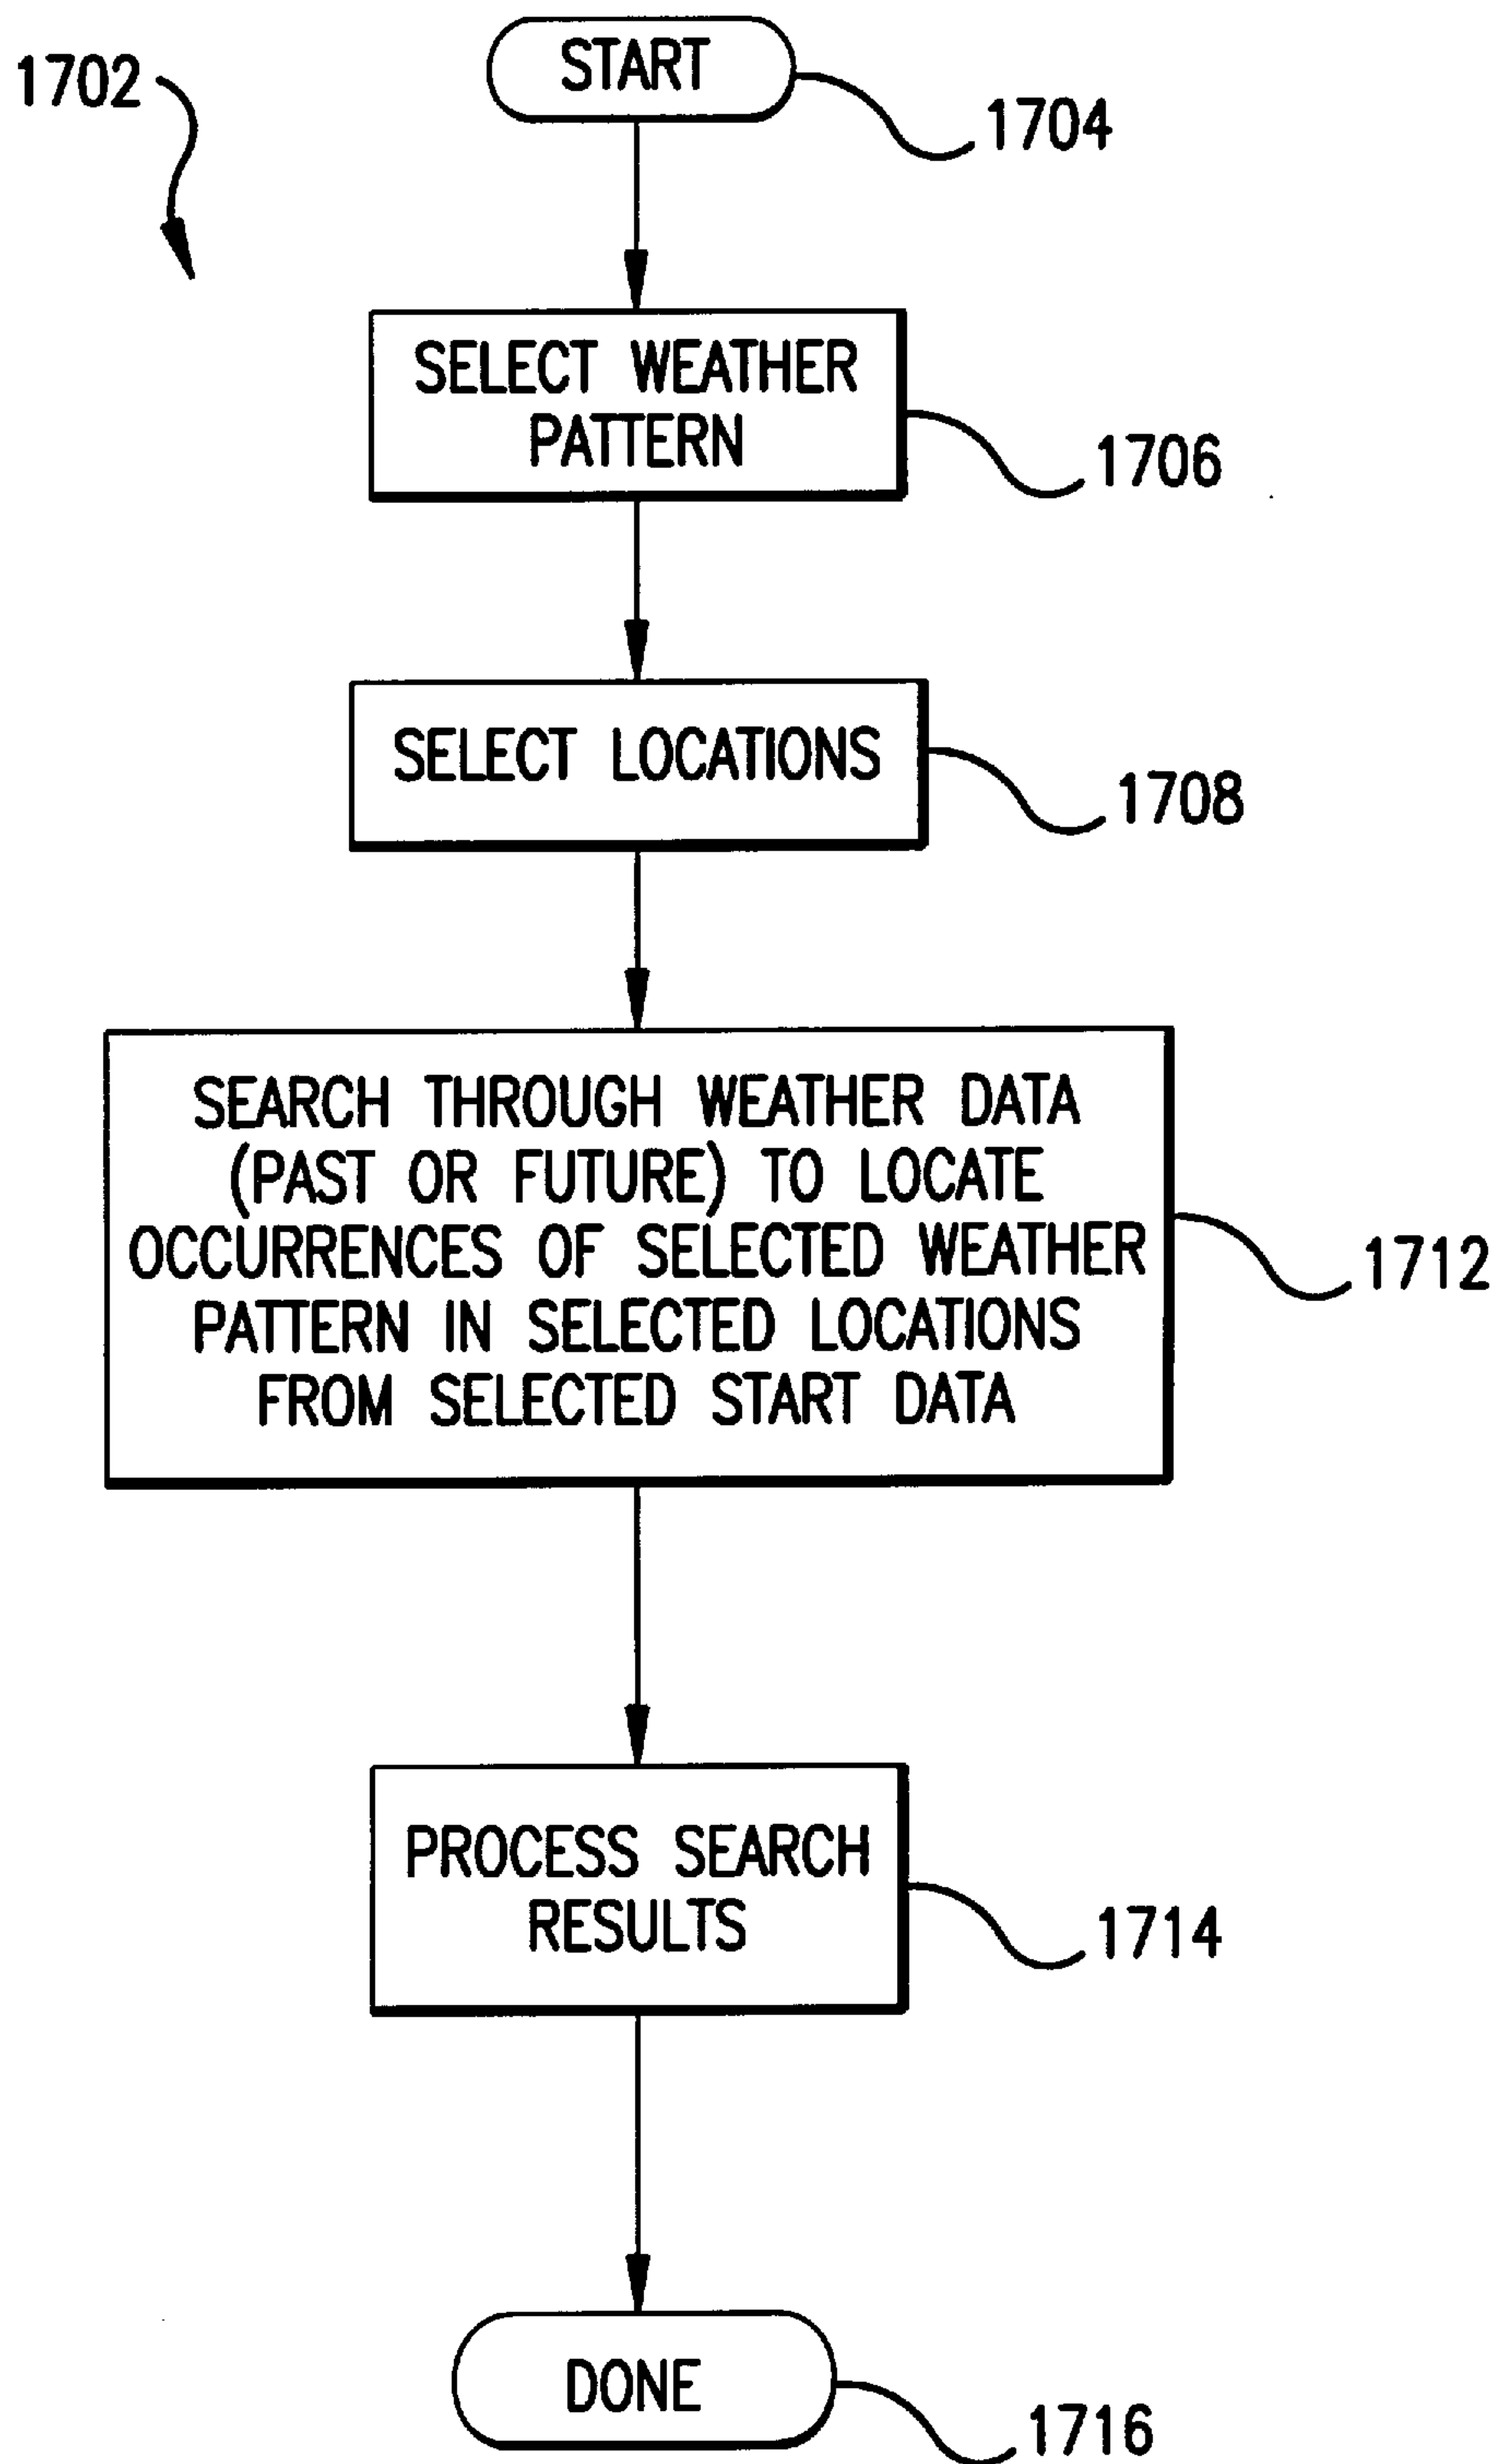 1702
START
1704
SELECT WEATHER
PATTERN
1706
SELECT LOCATIONS
1708
SEARCH THROUGH WEATHER DATA
(PAST OR FUTURE) TO LOCATE
OCCURRENCES OF SELECTED WEATHER
PATTERN IN SELECTED LOCATIONS
FROM SELECTED START DATA
1712
PROCESS SEARCH
RESULTS
1714
DONE
1716